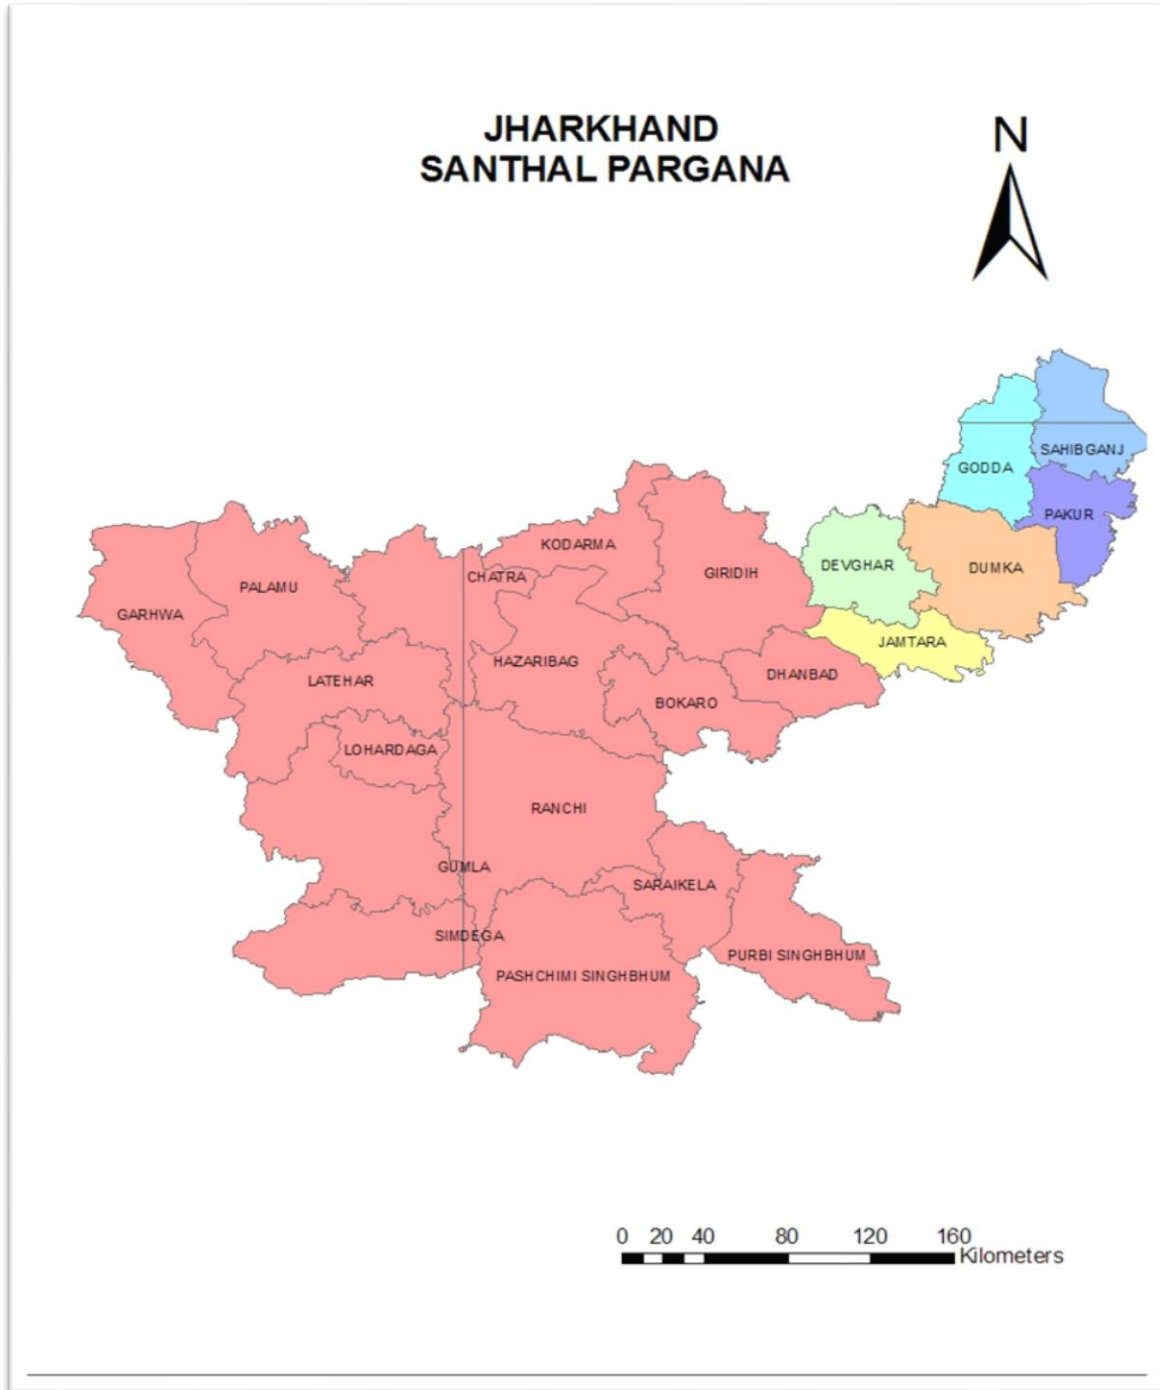 JHARKHAND
SANTHAL PARGANA
N
SAHIBGANJ
GODDA
PAKUR
KODARMA
DEVGHAR
DUMKA
GIRIDIH
CHATRA
PALAMU
GARHWA
JAMTARA
HAZARIBAG
DHANBAD
LATEHAR
BOKARO
LOHARDAGA
RANCHI
GUMLA
SARAIKELA
SIMDEGA
PURBI SINGHBHUM
PASHCHIMI SINGHBHUM
0 20 40 80 120 160
Kilometers